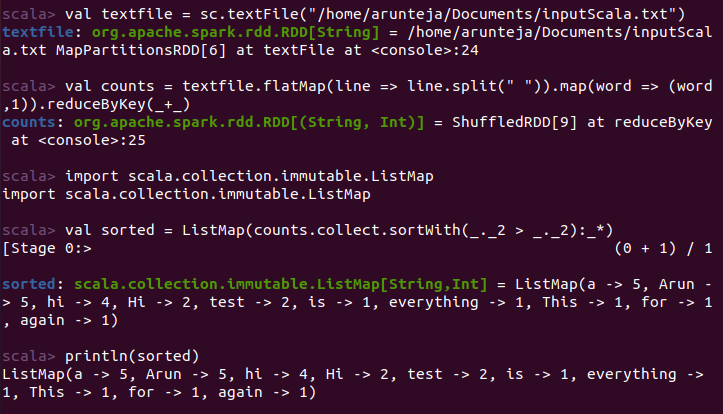 scala> val textfile = sc.textFile("/home/arunteja/Documents/inputScala.txt")
textfile: org.apache.spark.rdd.RDD[String] = /home/arunteja/Documents/inputScal
a.txt MapPartitionsRDD[6] at textFile at <console>:24
scala> val counts = textfile.flatMap(line => line.split(" ")).map(word => (word
,1)).reduceByKey(_+_)
counts: org.apache.spark.rdd.RDD[(String, Int)] = ShuffledRDD[9] at reduceByKey
 at <console>:25
scala> import scala.collection.immutable.ListMap
import scala.collection.immutable.ListMap
scala> val sorted = ListMap(counts.collect.sortWith(_._2 > _._2):_*)
[Stage 0:> (0 + 1) / 1
sorted: scala.collection.immutable.ListMap[String,Int] = ListMap(a -> 5, Arun -
> 5, hi -> 4, Hi -> 2, test -> 2, is -> 1, everything -> 1, This -> 1, for -> 1
, again -> 1)
scala> println(sorted)
ListMap(a -> 5, Arun -> 5, hi -> 4, Hi -> 2, test -> 2, is -> 1, everything ->
1, This -> 1, for -> 1, again -> 1)